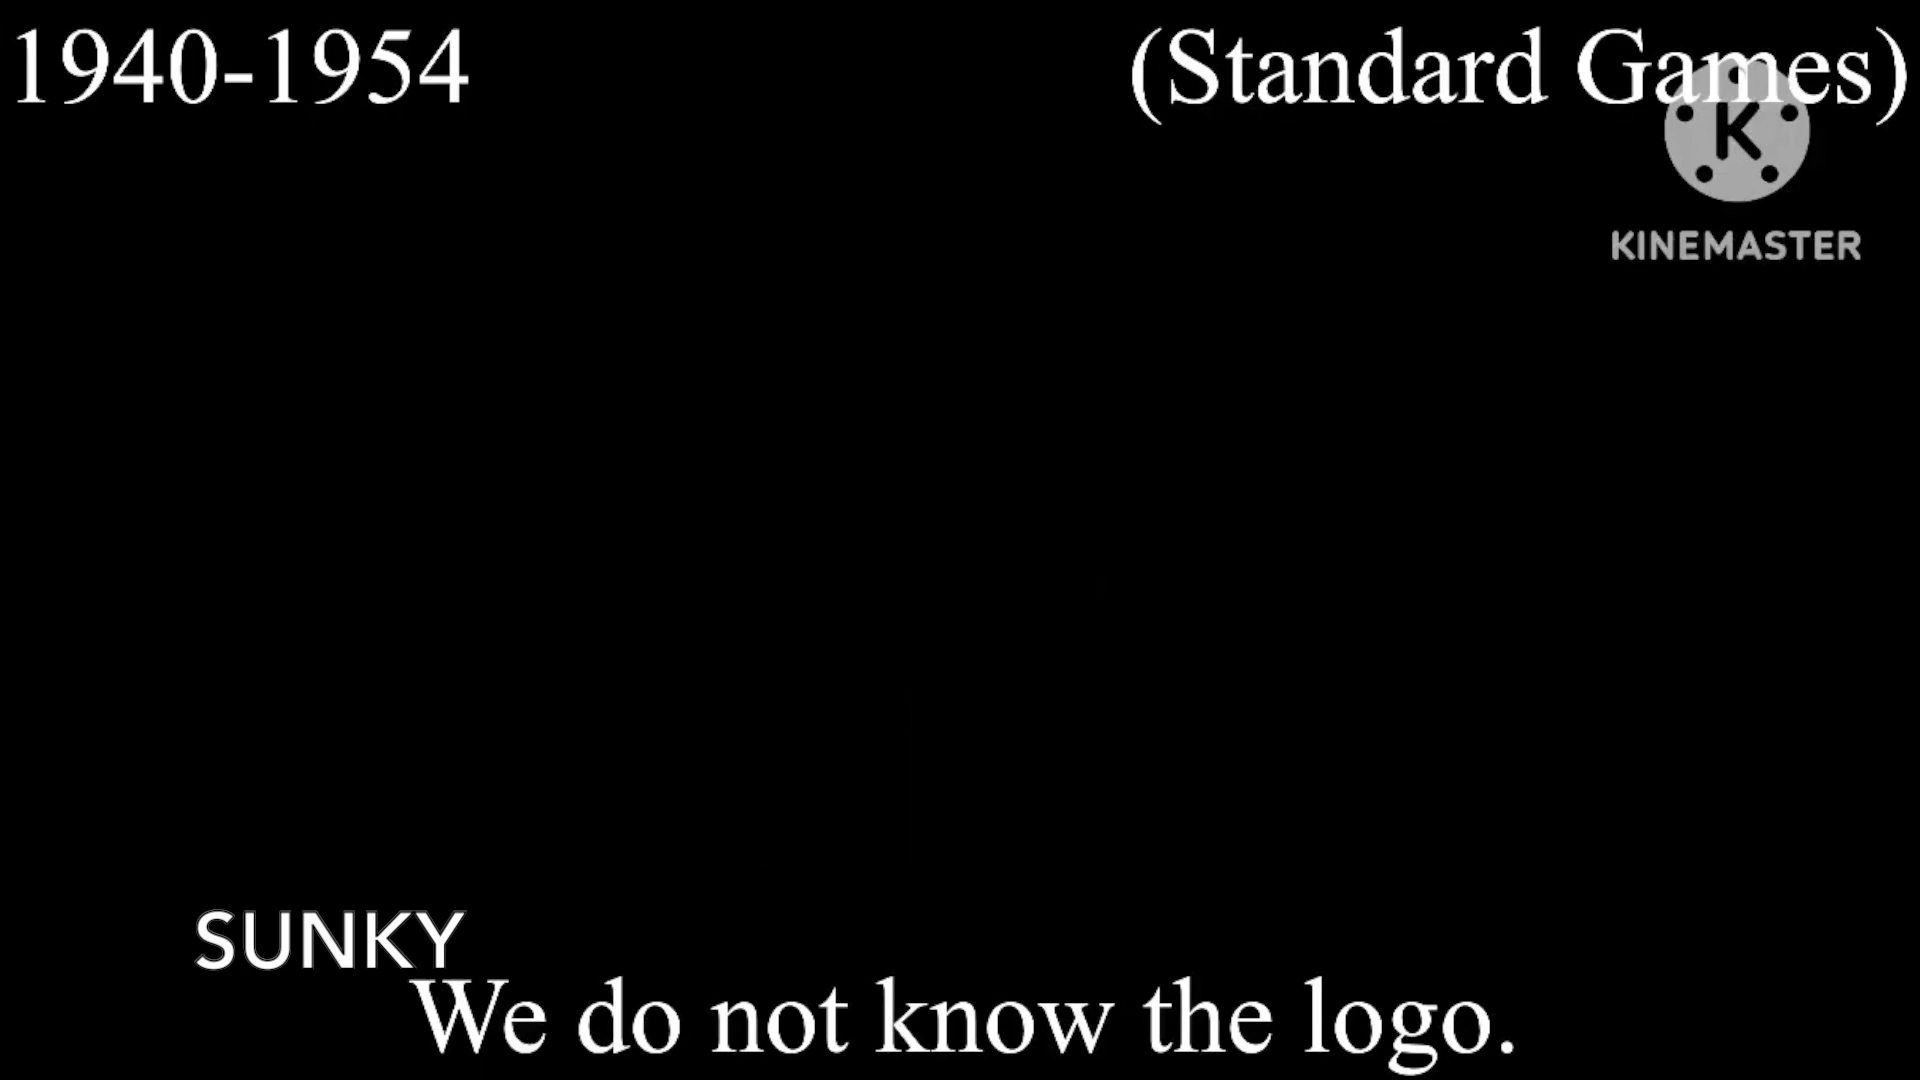 1940-1954
(Standard Games)
K
KINEMASTER
SUNKY
We do not know the logo.